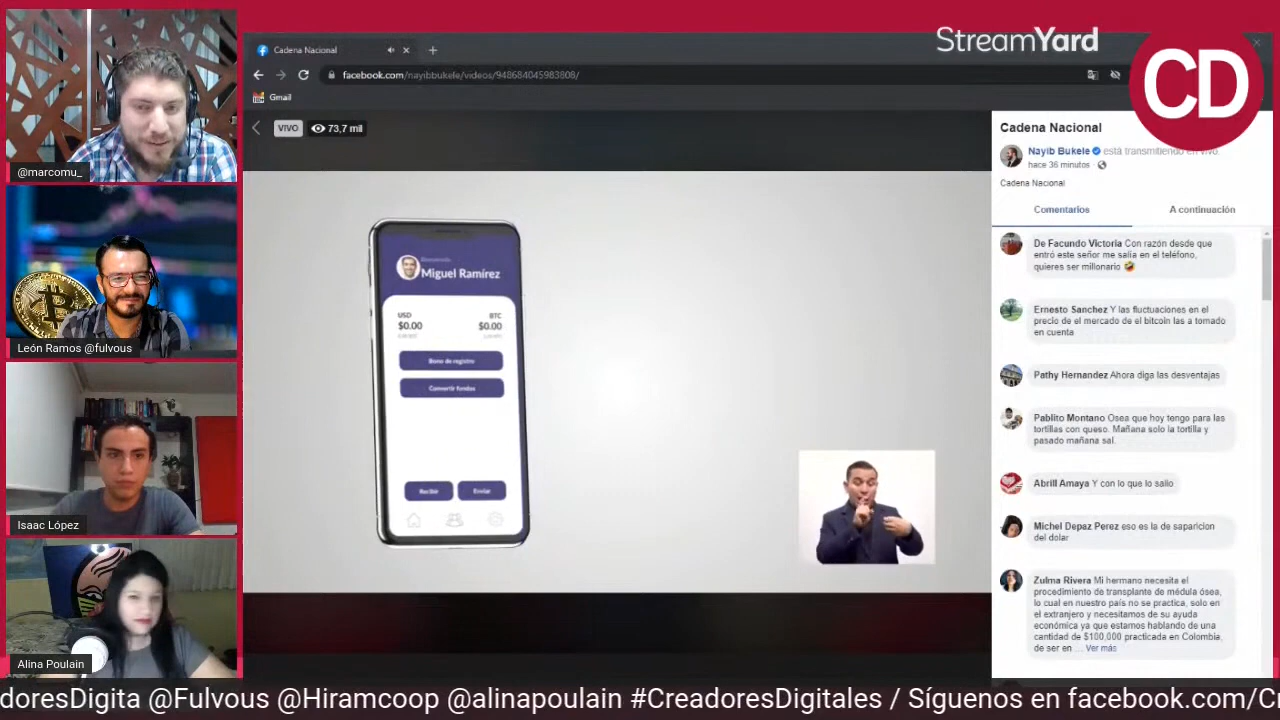 @marcomu_
León Ramos @fulvous
Isaac López
Alina Poulain
StreamYard
CD
Cadena Nacional
facebook.com/nayibbukele/videos/948684045983808/
Gmail
VIVO 73,7 mil
Bienvenido
Miguel Ramírez
USD BTC
$0.00 $0.00
Bono de registro
Convertir fondos
Recibir Enviar
Cadena Nacional
Nayib Bukele está transmitiendo en vivo.
hace 36 minutos
Cadena Nacional
Comentarios A continuación
De Facundo Victoria Con razón desde que
entró este señor me salía en el teléfono,
quieres ser millonario
Ernesto Sanchez Y las fluctuaciones en el
precio de el mercado de el bitcoin las a tomado
en cuenta
Pathy Hernandez Ahora diga las desventajas
Pablito Montano Osea que hoy tengo para las
tortillas con queso. Mañana solo la tortilla y
pasado mañana sal.
Abrill Amaya Y con lo que lo salio
Michel Depaz Perez eso es la de saparicion
del dolar
Zulma Rivera Mi hermano necesita el
procedimiento de transplante de médula ósea,
lo cual en nuestro país no se practica, solo en
el extranjero y necesitamos de su ayuda
económica ya que estamos hablando de una
cantidad de $100,000 practicada en Colombia,
de ser en ... Ver más
adoresDigita @Fulvous @Hiramcoop @alinapoulain #CreadoresDigitales / Síguenos en facebook.com/C